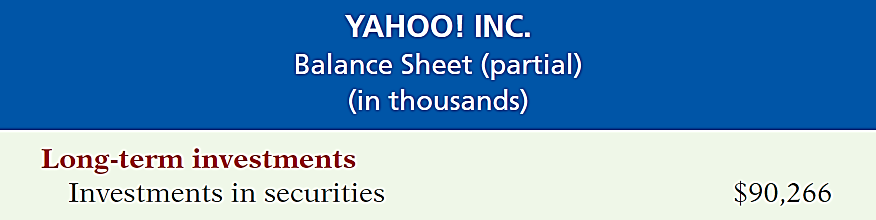 YAHOO! INC.
Balance Sheet (partial)
(in thousands)
Long-term investments
Investments in securities $90,266